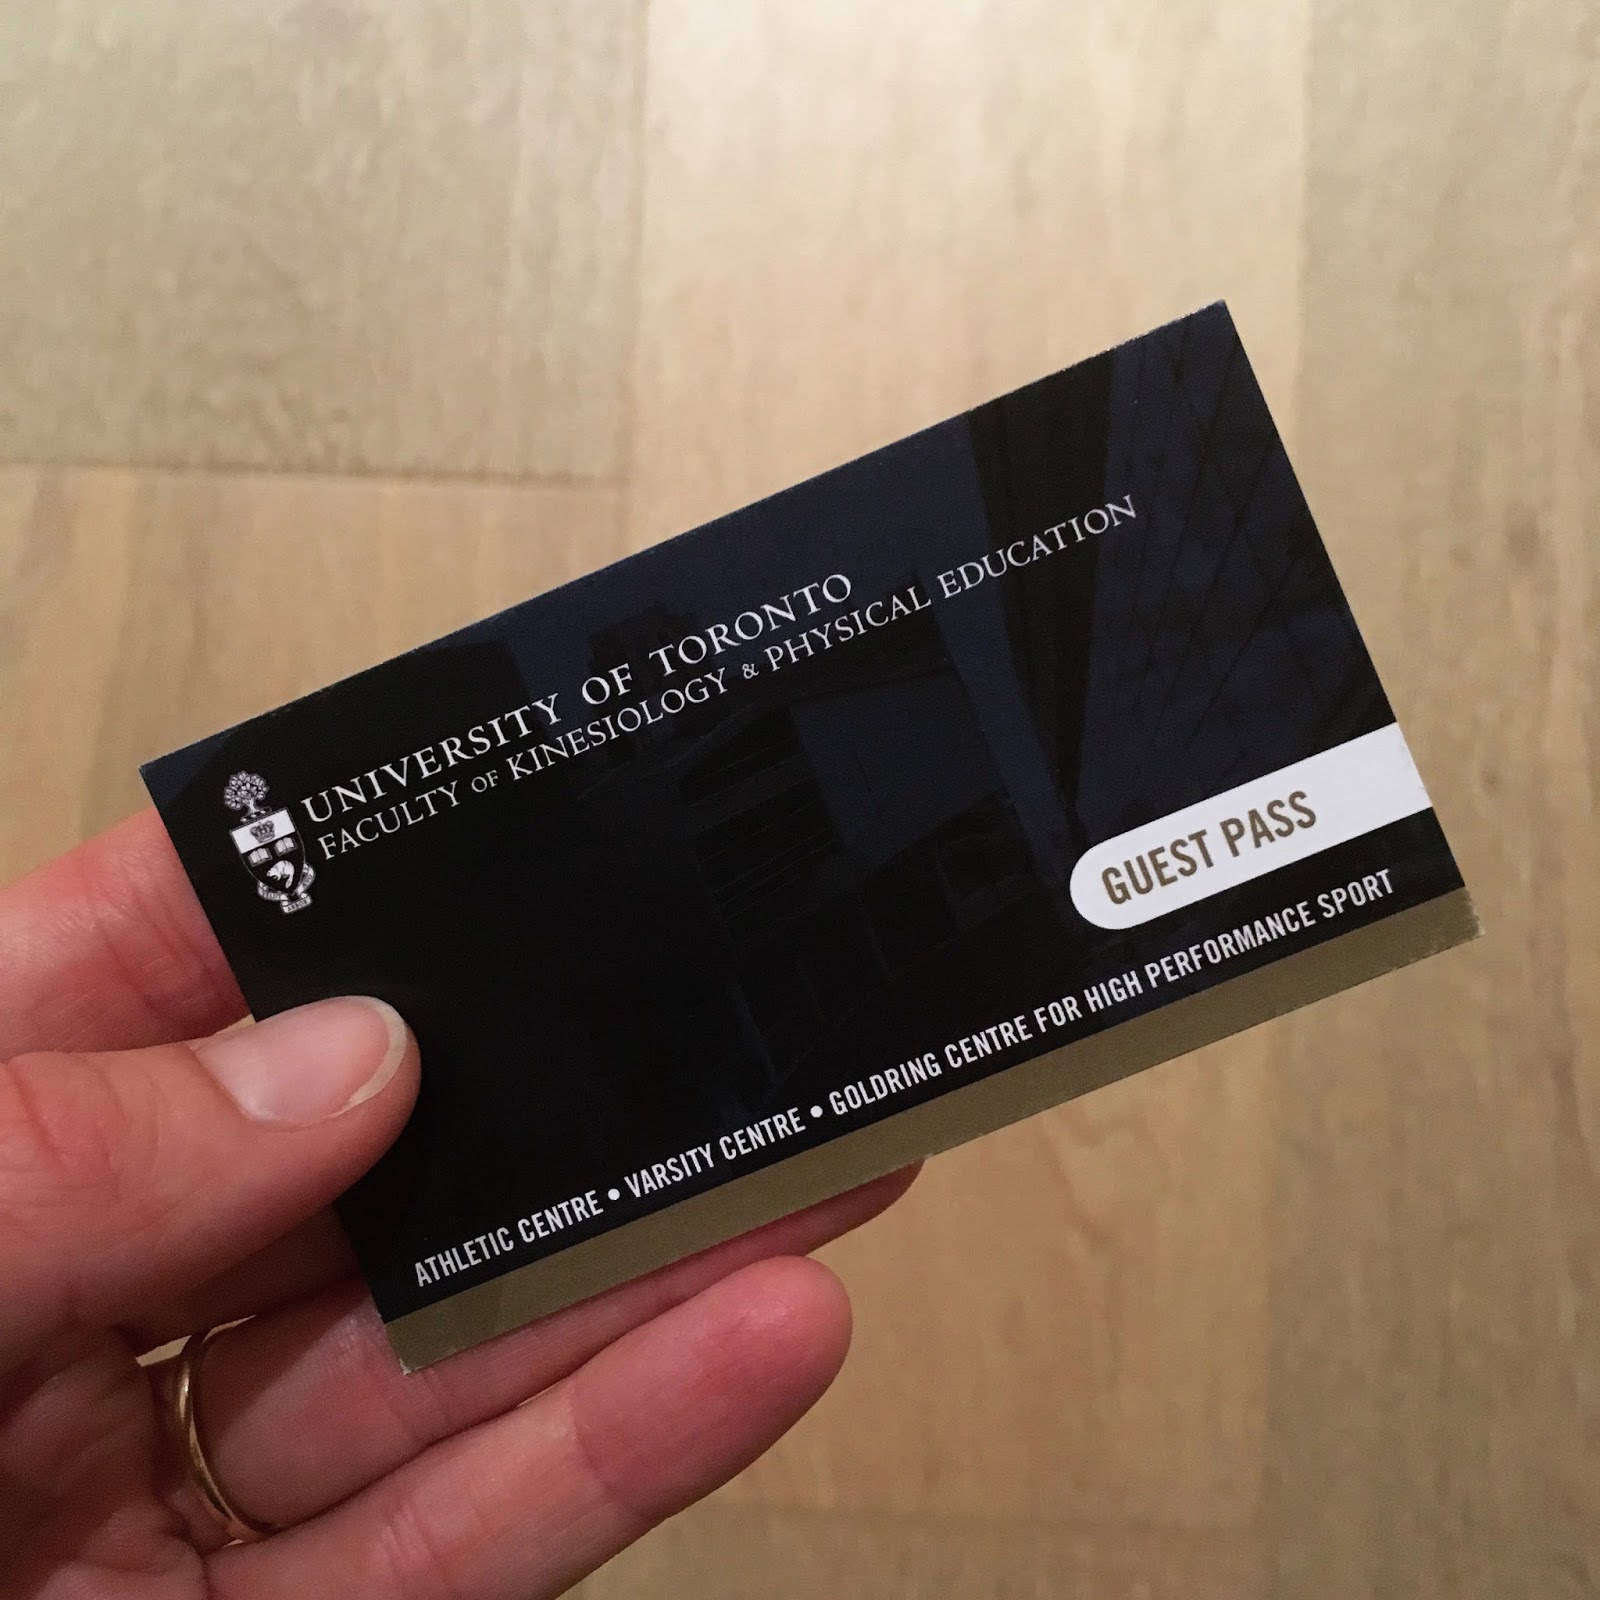 UNIVERSITY OF TORONTO
FACULTY OF KINESIOLOGY & PHYSICAL EDUCATION
GUEST PASS
ATHLETIC CENTRE • VARSITY CENTRE • GOLDRING CENTRE FOR HIGH PERFORMANCE SPORT